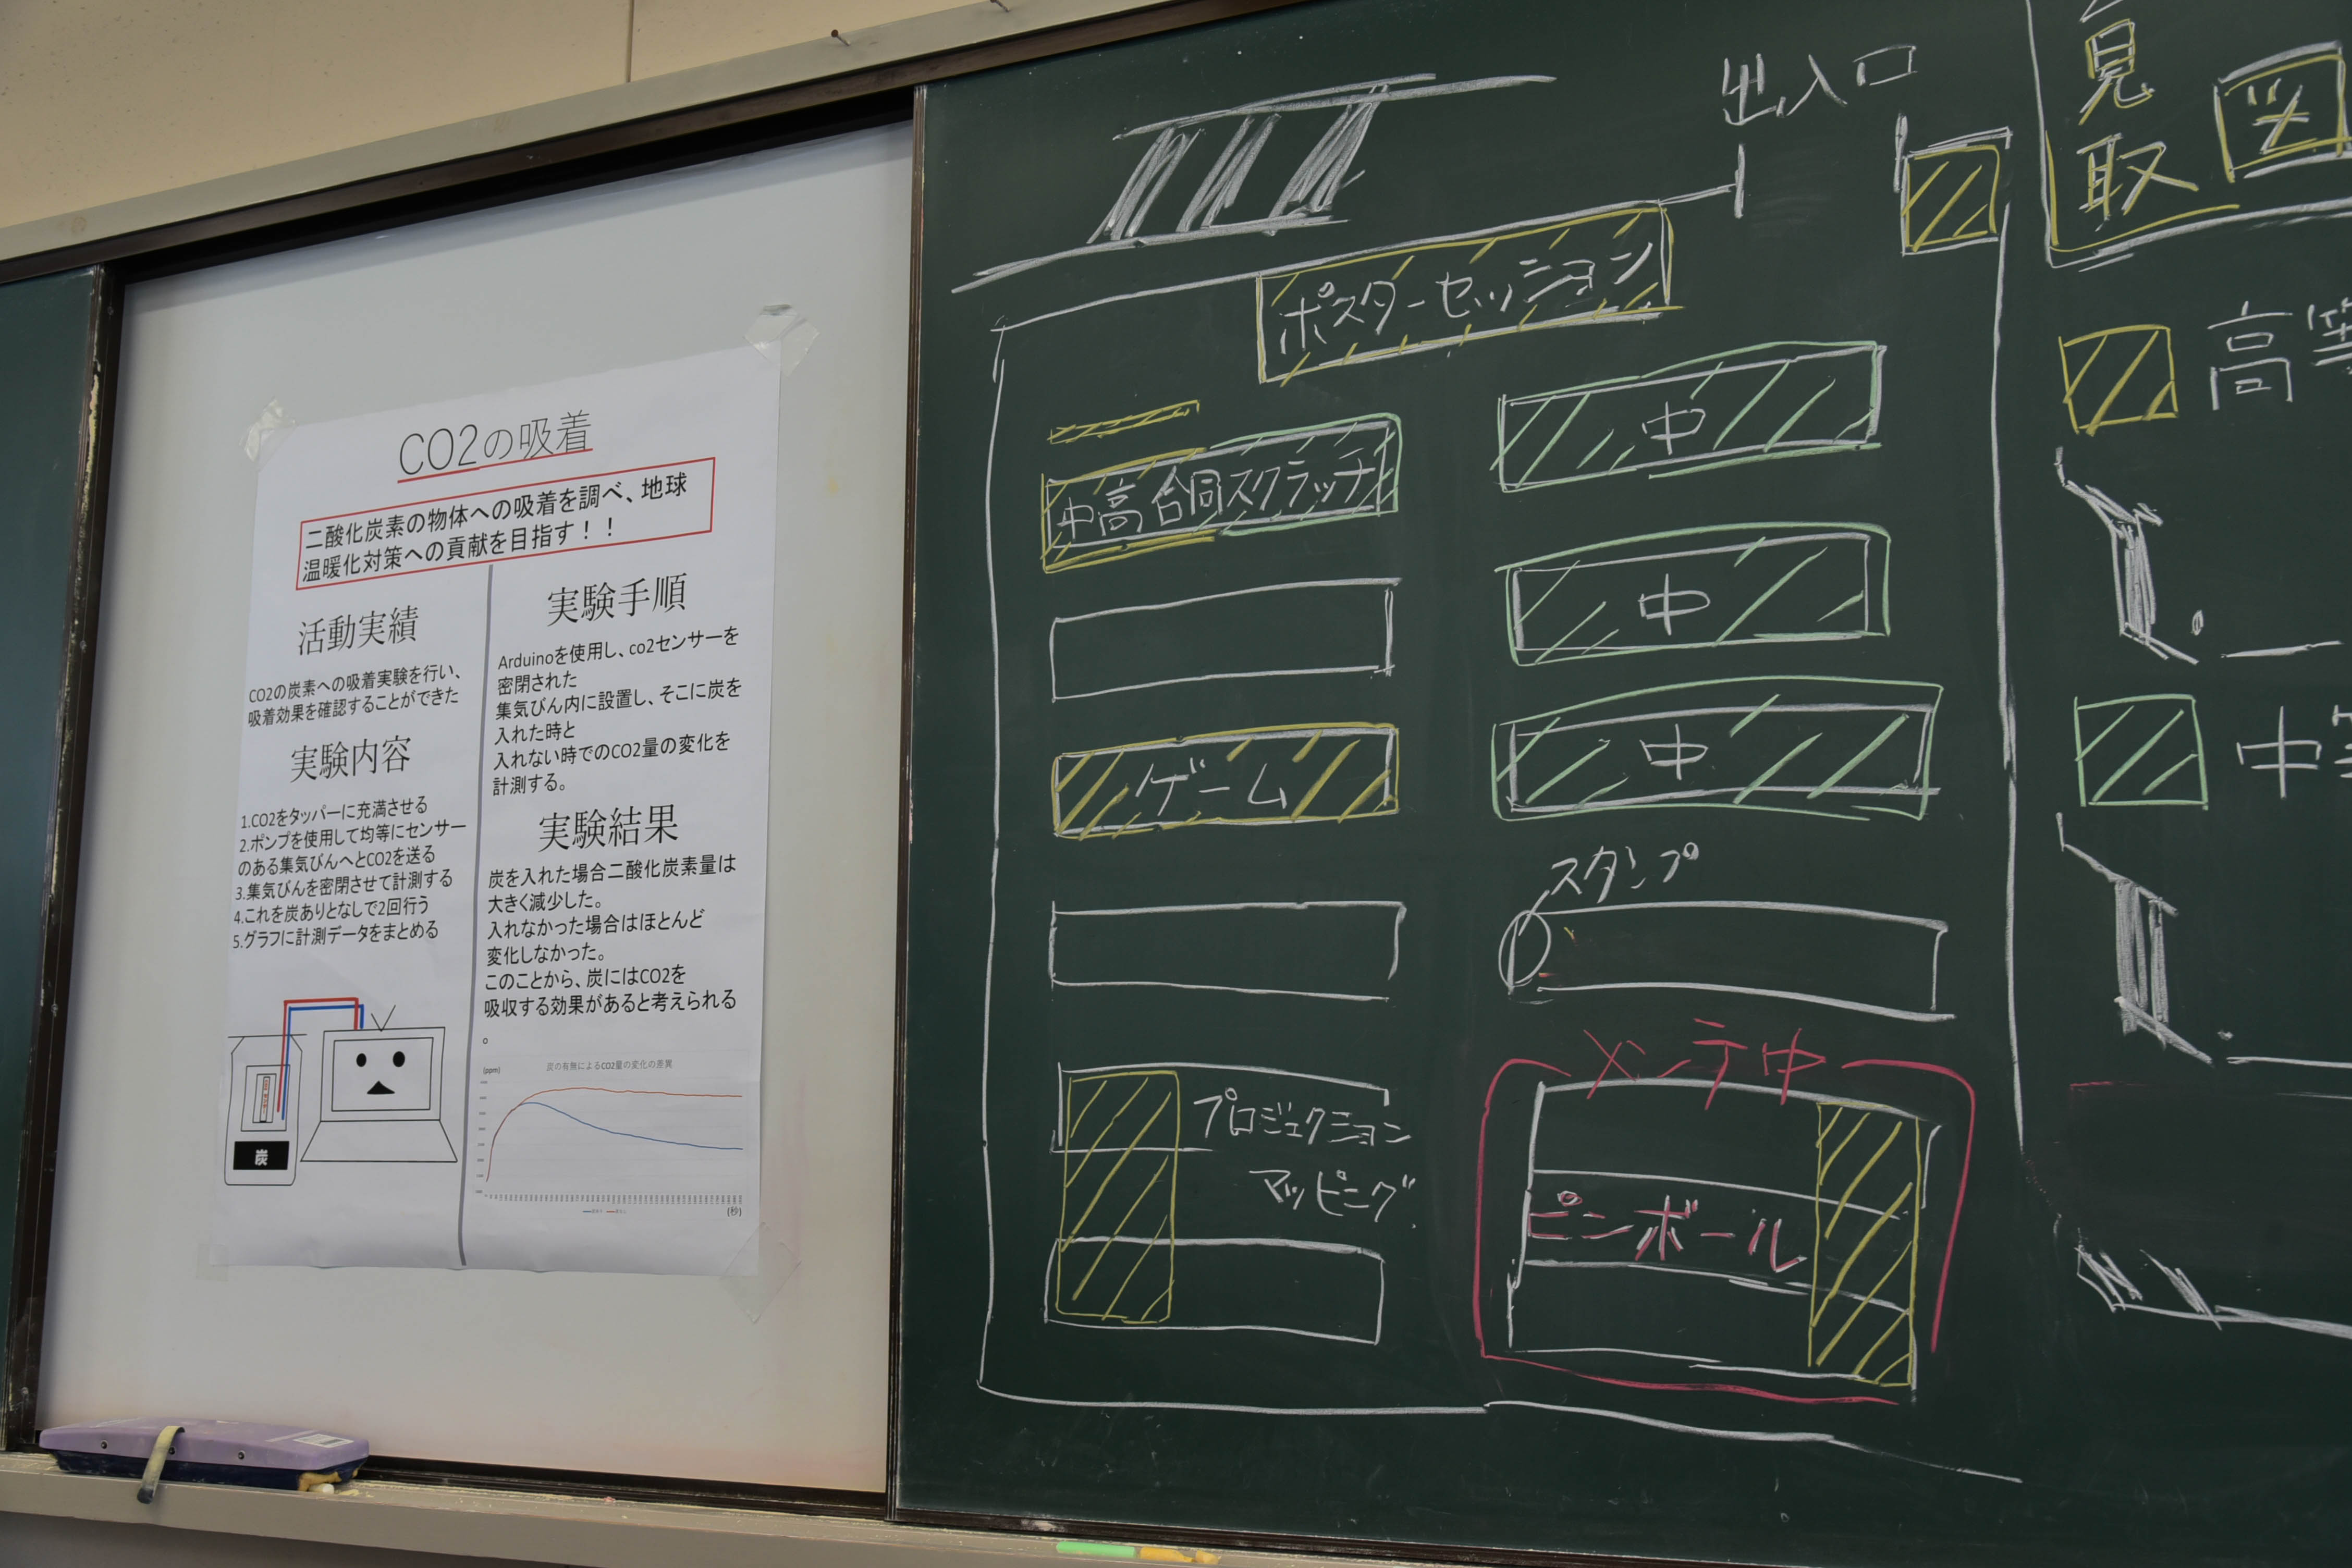 CO2の吸着
二酸化炭素の物体への吸着を調べ、地球
温暖化対策への貢献を目指す！！
活動実績
CO2の炭素への吸着実験を行い、
吸着効果を確認することができた
実験内容
1.CO2をタッパーに充満させる
2.ポンプを使用して均等にセンサー
のある集気びんへとCO2を送る
3.集気びんを密閉させて計測する
4.これを炭ありとなしで2回行う
5.グラフに計測データをまとめる
炭
実験手順
Arduinoを使用し、co2センサーを
密閉された
集気びん内に設置し、そこに炭を
入れた時と
入れない時でのCO2量の変化を
計測する。
実験結果
炭を入れた場合二酸化炭素量は
大きく減少した。
入れなかった場合はほとんど
変化しなかった。
このことから、炭にはCO2を
吸収する効果があると考えられる
。
炭の有無によるCO2量の変化の差異
(ppm)
(秒)
出入口
ポスターセッション
中高合同スクラッチ
ゲーム
プロジェクション
マッピング
中
中
中
スタンプ
メンテ中
ピンボール
見取図
高等
中等